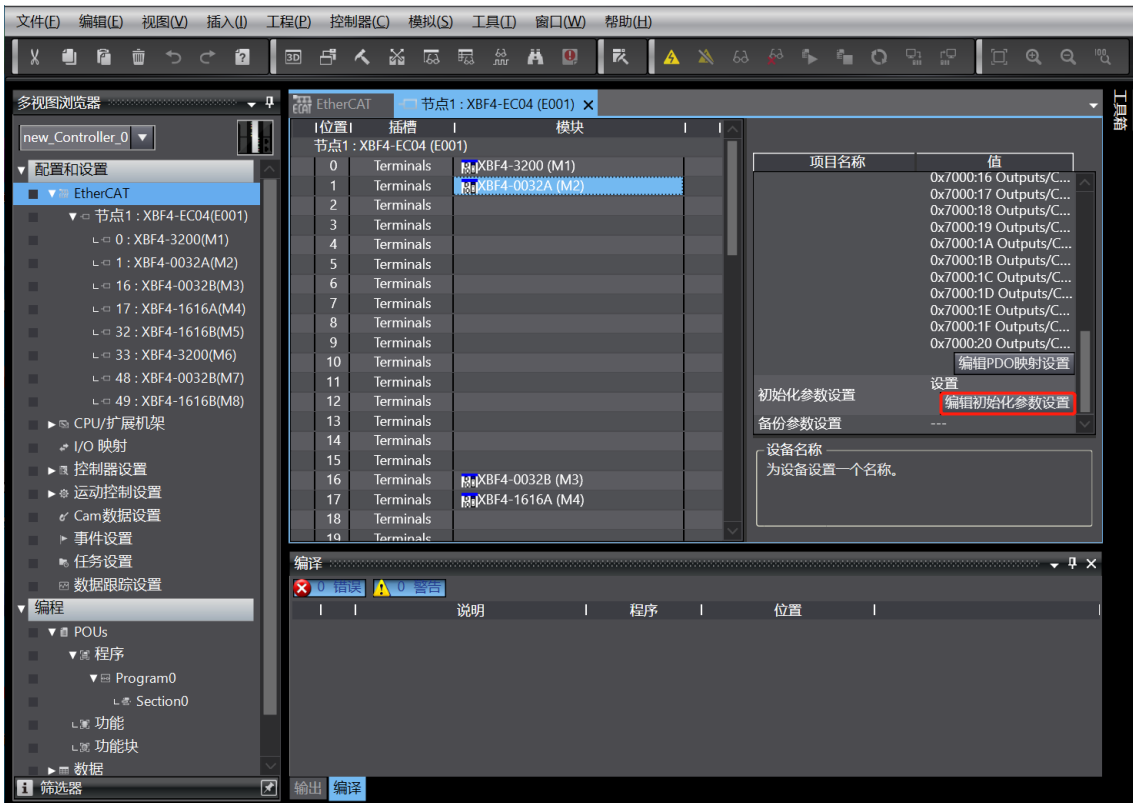 文件(F) 编辑(E) 视图(V) 插入(I) 工程(P) 控制器(C) 模拟(S) 工具(T) 窗口(W) 帮助(H)
多视图浏览器
new_Controller_0
配置和设置
EtherCAT
节点1 : XBF4-EC04(E001)
0 : XBF4-3200(M1)
1 : XBF4-0032A(M2)
16 : XBF4-0032B(M3)
17 : XBF4-1616A(M4)
32 : XBF4-1616B(M5)
33 : XBF4-3200(M6)
48 : XBF4-0032B(M7)
49 : XBF4-1616B(M8)
CPU/扩展机架
I/O 映射
控制器设置
运动控制设置
Cam数据设置
事件设置
任务设置
数据跟踪设置
编程
POUs
程序
Program0
Section0
功能
功能块
数据
筛选器
EtherCAT 节点1 : XBF4-EC04 (E001)
位置 插槽 模块
节点1 : XBF4-EC04 (E001)
0 Terminals XBF4-3200 (M1)
1 Terminals XBF4-0032A (M2)
2 Terminals
3 Terminals
4 Terminals
5 Terminals
6 Terminals
7 Terminals
8 Terminals
9 Terminals
10 Terminals
11 Terminals
12 Terminals
13 Terminals
14 Terminals
15 Terminals
16 Terminals XBF4-0032B (M3)
17 Terminals XBF4-1616A (M4)
18 Terminals
19 Terminals
项目名称 值
0x7000:16 Outputs/C...
0x7000:17 Outputs/C...
0x7000:18 Outputs/C...
0x7000:19 Outputs/C...
0x7000:1A Outputs/C...
0x7000:1B Outputs/C...
0x7000:1C Outputs/C...
0x7000:1D Outputs/C...
0x7000:1E Outputs/C...
0x7000:1F Outputs/C...
0x7000:20 Outputs/C...
编辑PDO映射设置
初始化参数设置 设置
编辑初始化参数设置
备份参数设置 ---
设备名称
为设备设置一个名称。
工具箱
编译
0 错误 0 警告
说明 程序 位置
输出 编译